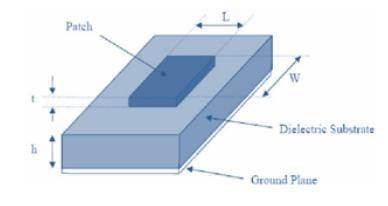 L
Patch
W
t
Dielectric Substrate
h
Ground Plane